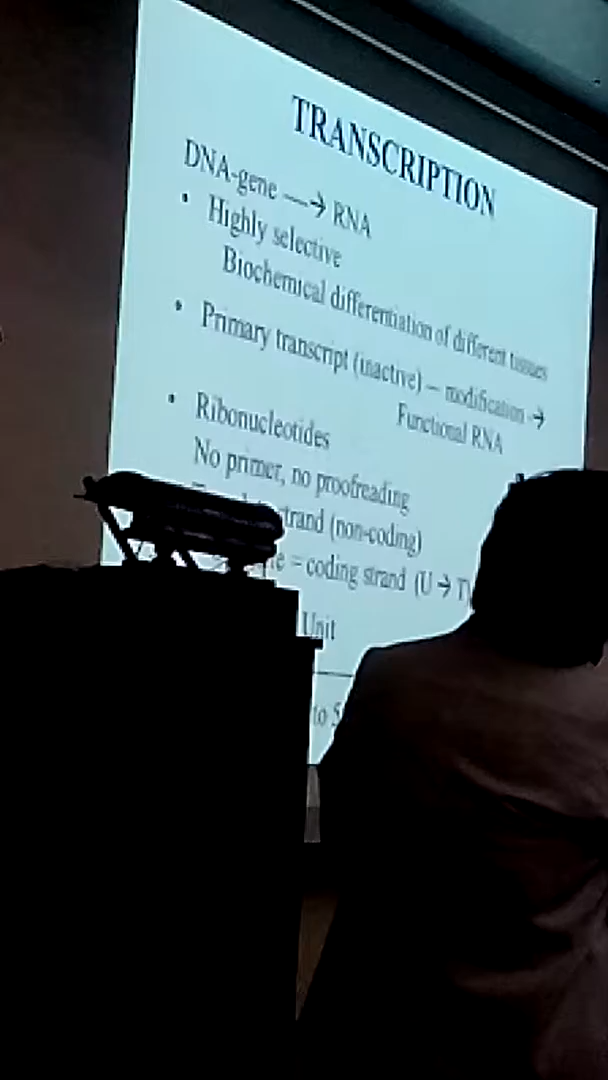 TRANSCRIPTION
DNA-gene —→ RNA
• Highly selective
Biochemical differentiation of different tissues
• Primary transcript (inactive) – modification →
Functional RNA
• Ribonucleotides
No primer, no proofreading
strand (non-coding)
= coding strand (U → T
Unit
to 5